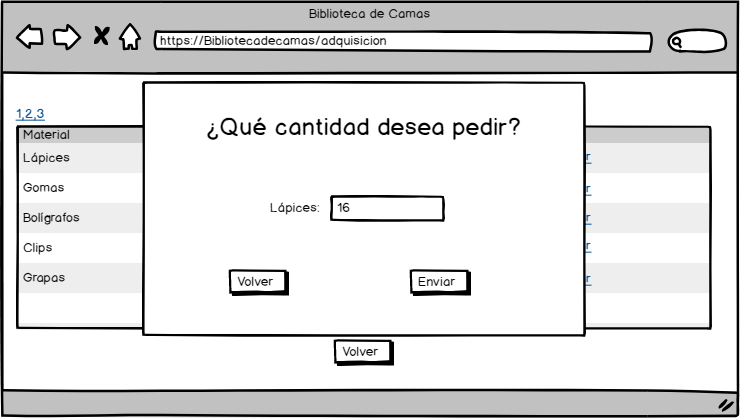 Biblioteca de Camas
https://Bibliotecadecamas/adquisicion
1,2,3
Material
¿Qué cantidad desea pedir?
Lápices
Gomas
Lápices: 16
Bolígrafos
Clips
Grapas
Volver Enviar
Volver